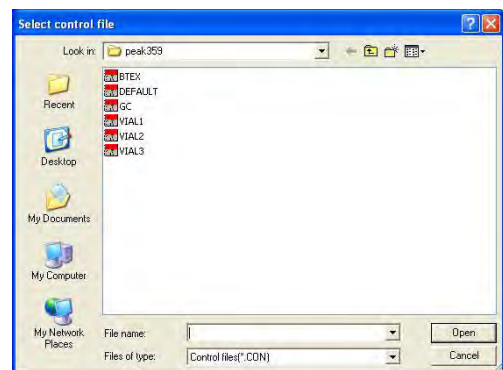 Select control file
Look in: peak359
BTEX
DEFAULT
GC
VIAL1
VIAL2
VIAL3
Recent
Desktop
My Documents
My Computer
My Network Places
File name:
Open
Files of type: Control files(*.CON)
Cancel